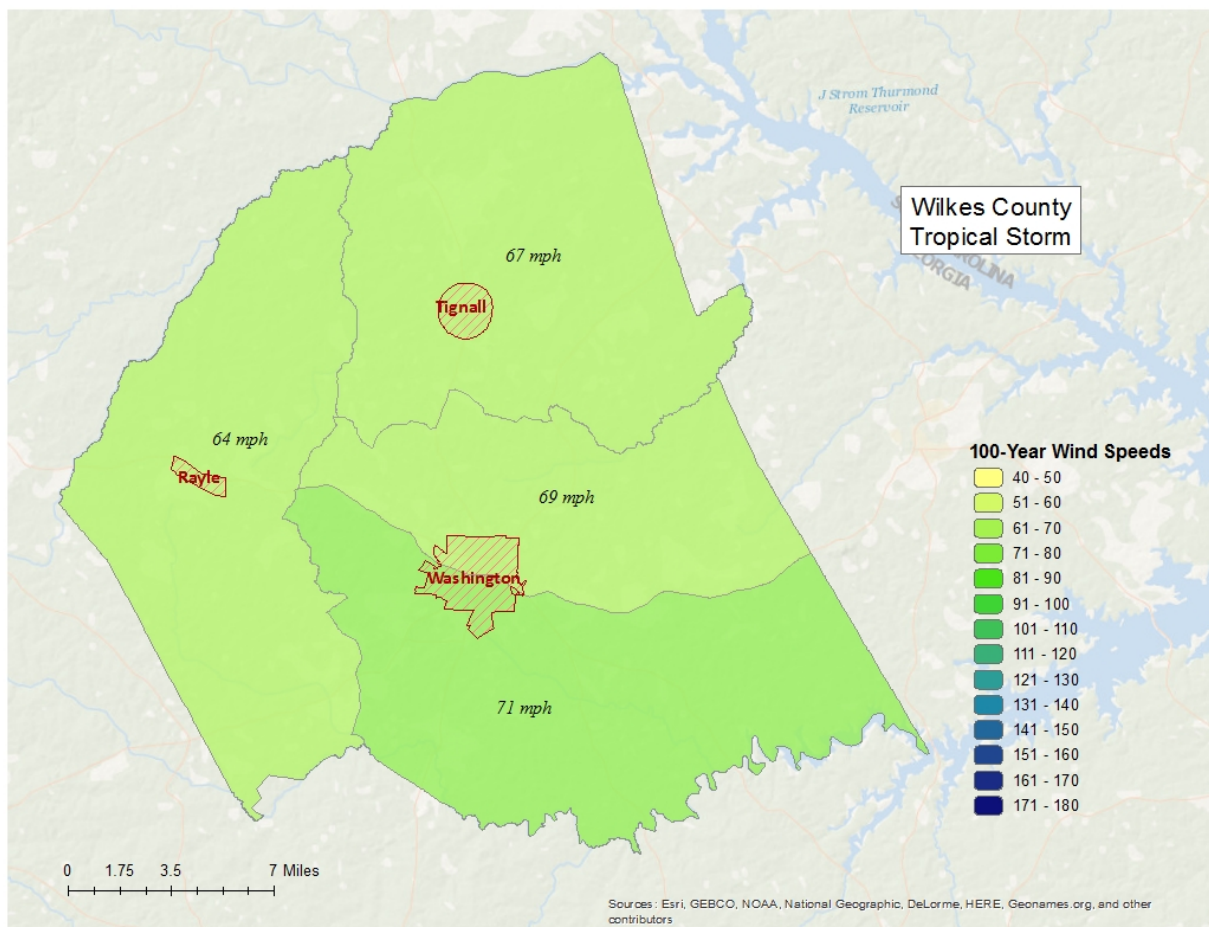 J Strom Thurmond
Reservoir
Wilkes County
Tropical Storm
CAROLINA
GEORGIA
67 mph
Tignall
64 mph
Rayle
69 mph
Washington
71 mph
100-Year Wind Speeds
40 - 50
51 - 60
61 - 70
71 - 80
81 - 90
91 - 100
101 - 110
111 - 120
121 - 130
131 - 140
141 - 150
151 - 160
161 - 170
171 - 180
0 1.75 3.5 7 Miles
Sources: Esri, GEBCO, NOAA, National Geographic, DeLorme, HERE, Geonames.org, and other
contributors